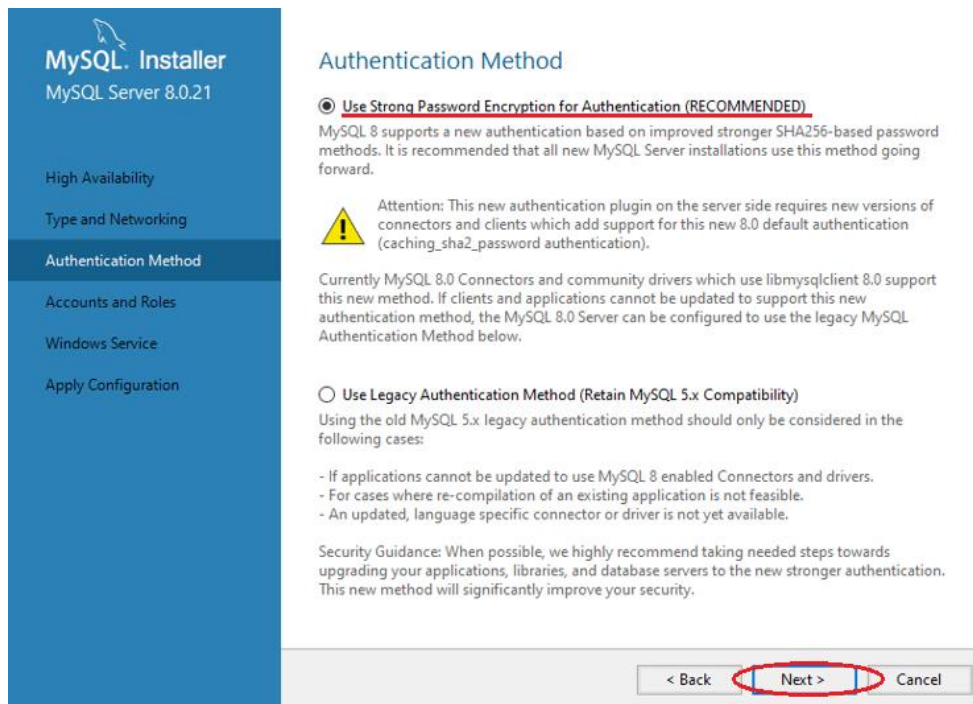 MySQL. Installer
MySQL Server 8.0.21
High Availability
Type and Networking
Authentication Method
Accounts and Roles
Windows Service
Apply Configuration
Authentication Method
Use Strong Password Encryption for Authentication (RECOMMENDED)
MySQL 8 supports a new authentication based on improved stronger SHA256-based password
methods. It is recommended that all new MySQL Server installations use this method going
forward.
Attention: This new authentication plugin on the server side requires new versions of
connectors and clients which add support for this new 8.0 default authentication
(caching_sha2_password authentication).
Currently MySQL 8.0 Connectors and community drivers which use libmysqlclient 8.0 support
this new method. If clients and applications cannot be updated to support this new
authentication method, the MySQL 8.0 Server can be configured to use the legacy MySQL
Authentication Method below.
Use Legacy Authentication Method (Retain MySQL 5.x Compatibility)
Using the old MySQL 5.x legacy authentication method should only be considered in the
following cases:
- If applications cannot be updated to use MySQL 8 enabled Connectors and drivers.
- For cases where re-compilation of an existing application is not feasible.
- An updated, language specific connector or driver is not yet available.
Security Guidance: When possible, we highly recommend taking needed steps towards
upgrading your applications, libraries, and database servers to the new stronger authentication.
This new method will significantly improve your security.
< Back
Next >
Cancel